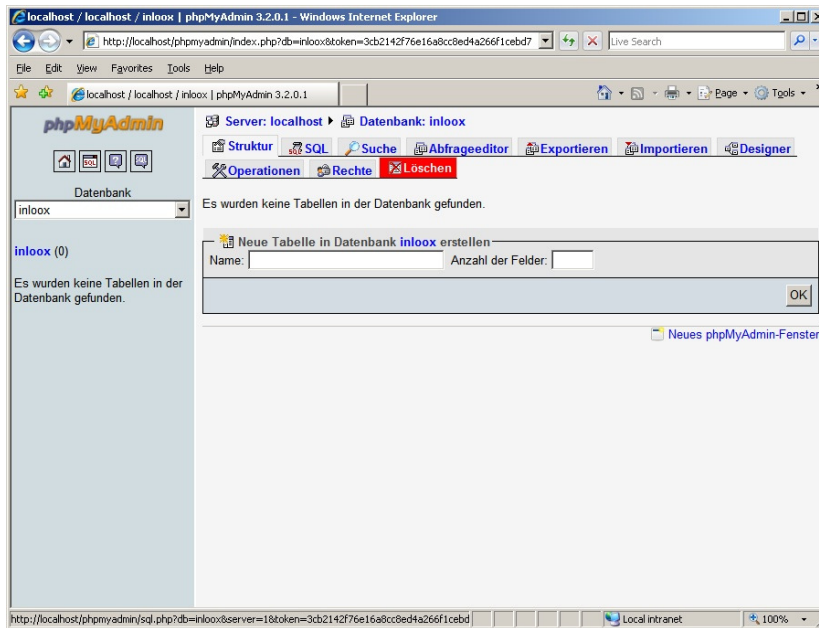 localhost / localhost / inloox | phpMyAdmin 3.2.0.1 - Windows Internet Explorer
http://localhost/phpmyadmin/index.php?db=inloox&token=3cb2142f76e16a8cc8ed4a266f1cebd7
Live Search
File Edit View Favorites Tools Help
localhost / localhost / inloox | phpMyAdmin 3.2.0.1
Page Tools
phpMyAdmin
SQL
Datenbank
inloox
inloox (0)
Es wurden keine Tabellen in der
Datenbank gefunden.
Server: localhost Datenbank: inloox
Struktur SQL Suche Abfrageeditor Exportieren Importieren Designer
Operationen Rechte Löschen
Es wurden keine Tabellen in der Datenbank gefunden.
Neue Tabelle in Datenbank inloox erstellen
Name: Anzahl der Felder:
OK
Neues phpMyAdmin-Fenster
http://localhost/phpmyadmin/sql.php?db=inloox&server=1&token=3cb2142f76e16a8cc8ed4a266f1cebd
Local intranet
100%